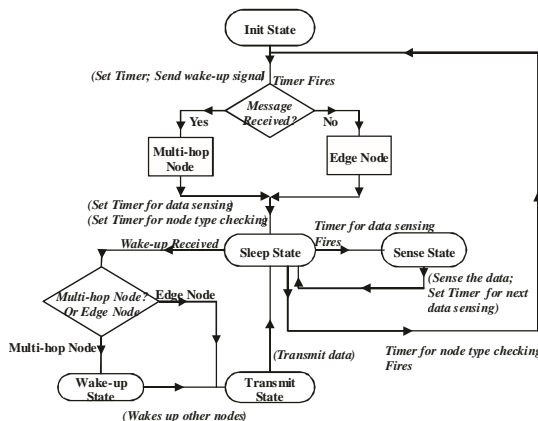 Init State
(Set Timer; Send wake-up signal)
Timer Fires
Message
Received?
Yes
No
Multi-hop
Node
Edge Node
(Set Timer for data sensing)
(Set Timer for node type checking)
Wake-up Received
Sleep State
Timer for data sensing
Fires
Sense State
(Sense the data;
Set Timer for next
data sensing)
Multi-hop Node?
Or Edge Node
Edge Node
Multi-hop Node
(Transmit data)
Timer for node type checking
Fires
Wake-up
State
Transmit
State
(Wakes up other nodes)